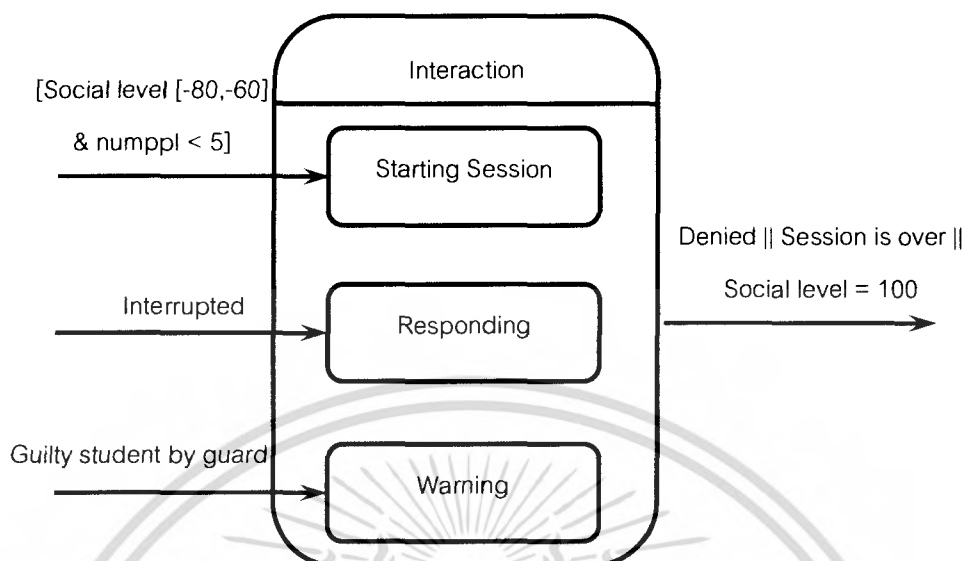 Interaction
[Social level [-80,-60]
& numppl < 5]
Starting Session
Denied || Session is over ||
Social level = 100
Interrupted
Responding
Guilty student by guard
Warning